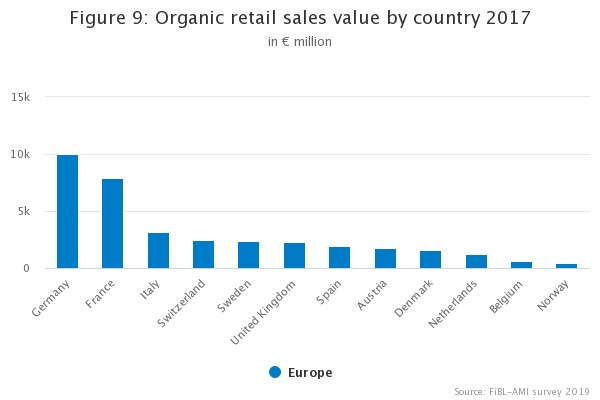 Figure 9: Organic retail sales value by country 2017
in € million
15k
10k
5k
0
Germany
France
Italy
Switzerland
Sweden
United Kingdom
Spain
Austria
Denmark
Netherlands
Belgium
Norway
Europe
Source: FiBL-AMI survey 2019